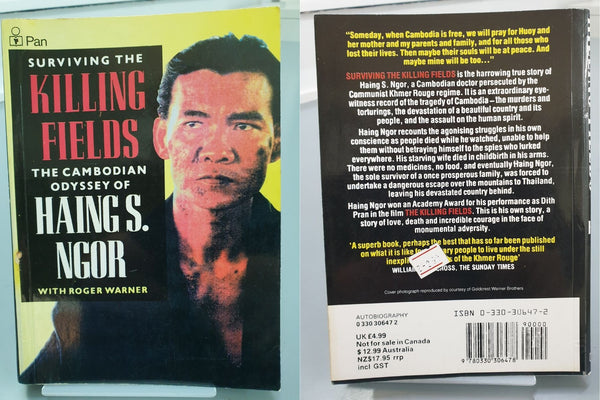 Pan
SURVIVING THE
KILLING
FIELDS
THE CAMBODIAN
ODYSSEY OF
HAING S.
NGOR
WITH ROGER WARNER
"Someday, when Cambodia is free, we will pray for Huoy and
her mother and my parents and family, and for all those who
lost their lives. Then maybe their souls will be at peace. And
maybe mine will be too..."
SURVIVING THE KILLING FIELDS is the harrowing true story of
Haing S. Ngor, a Cambodian doctor persecuted by the
Communist Khmer Rouge regime. It is an extraordinary eye-
witness record of the tragedy of Cambodia – the murders and
torturings, the devastation of a beautiful country and its
people, and the assault on the human spirit.
Haing Ngor recounts the agonising struggles in his own
conscience as people died while he watched, unable to help
them without betraying himself to the spies who lurked
everywhere. His starving wife died in childbirth in his arms.
There were no medicines, no food, and eventually Haing Ngor,
the sole survivor of a once prosperous family, was forced to
undertake a dangerous escape over the mountains to Thailand,
leaving his devastated country behind.
Haing Ngor won an Academy Award for his performance as Dith
Pran in the film THE KILLING FIELDS. This is his own story, a
story of love, death and incredible courage in the face of
monumental adversity.
'A superb book, perhaps the best that has so far been published
on what it is like for ordinary people to live under the still
of the Khmer Rouge'
THE SUNDAY TIMES
Cover photograph reproduced by courtesy of Goldcrest Warner Brothers
AUTOBIOGRAPHY
0 330 30647 2
UK £4.99
Not for sale in Canada
$ 12.99 Australia
NZ$17.95 rrp
incl GST
ISBN 0-330-30647-2
90000
9 780330 306478